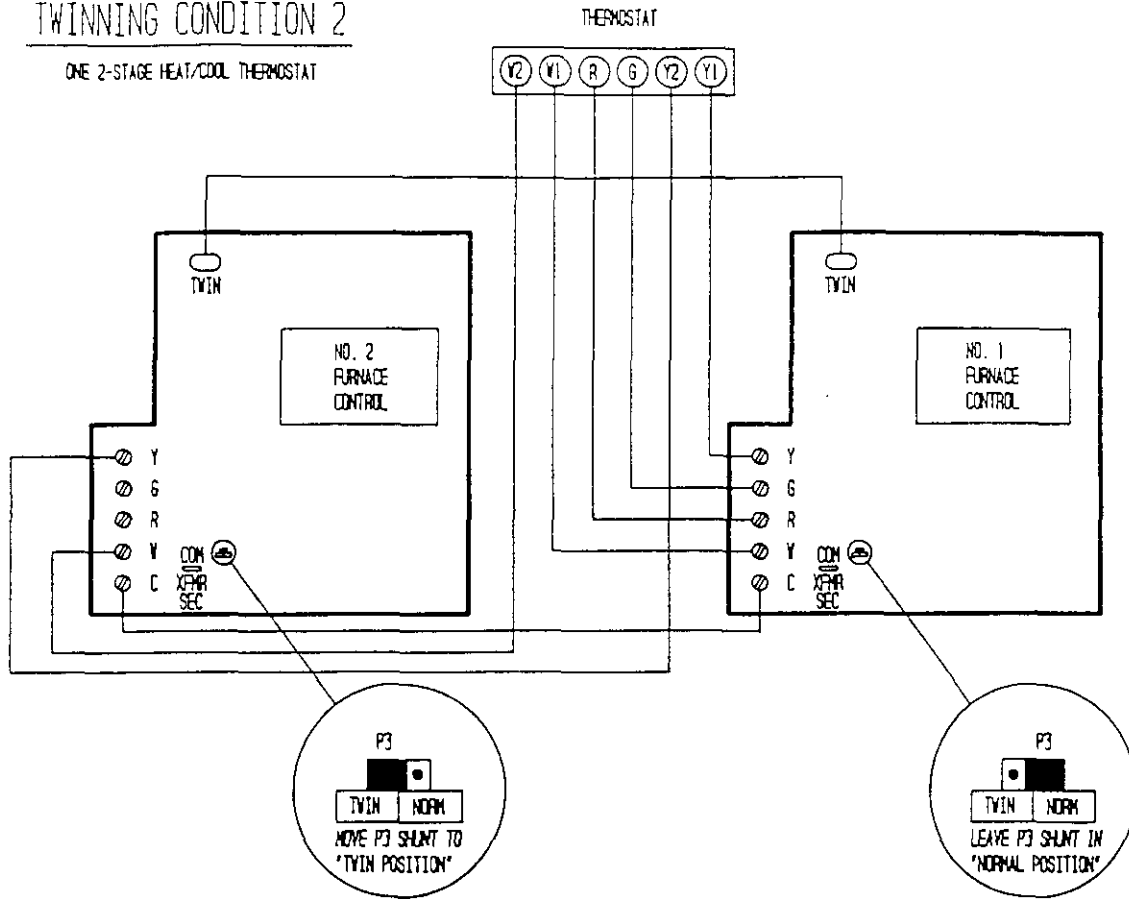 TWINNING CONDITION 2
ONE 2-STAGE HEAT/COOL THERMOSTAT
THERMOSTAT
W2 W1 R G Y2 Y1
TWIN
TWIN
NO. 2
FURNACE
CONTROL
NO. 1
FURNACE
CONTROL
Y
G
R
W
C
COM
XFMR
SEC
Y
G
R
W
C
COM
XFMR
SEC
P3
TWIN NORM
MOVE P3 SHUNT TO
"TWIN POSITION"
P3
TWIN NORM
LEAVE P3 SHUNT IN
"NORMAL POSITION"